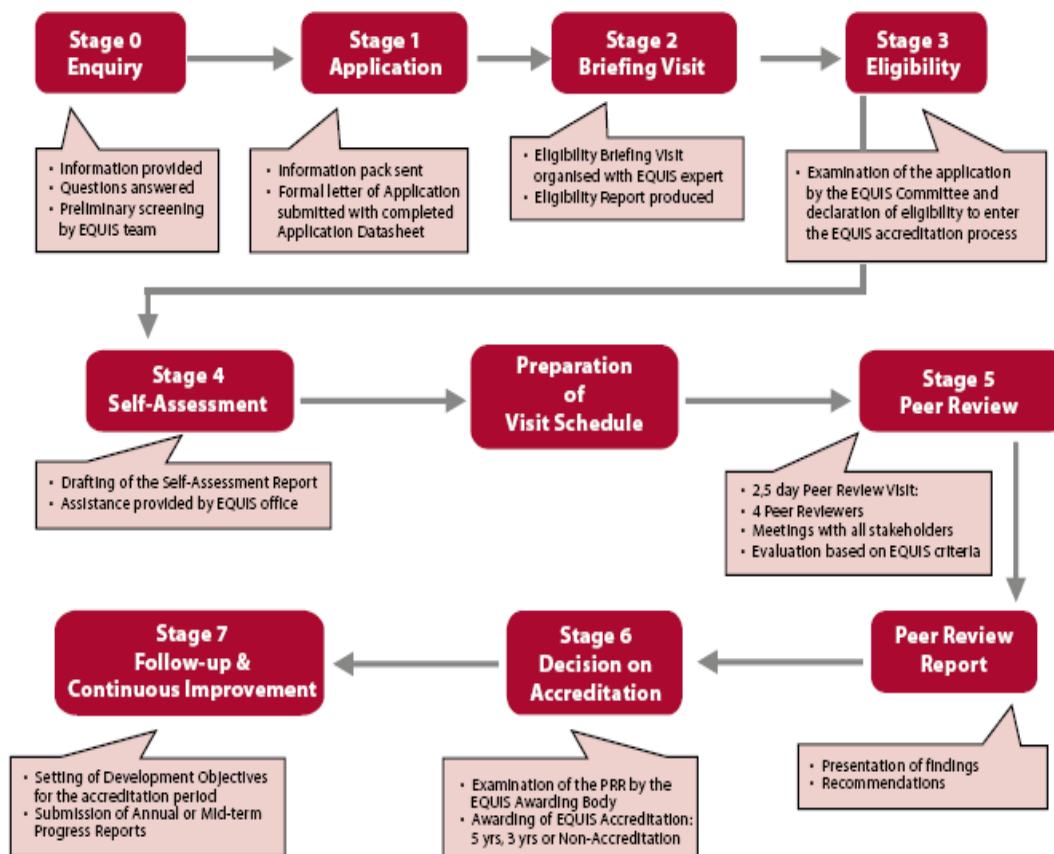 Stage 0
Enquiry
Stage 1
Application
Stage 2
Briefing Visit
Stage 3
Eligibility
• Information provided
• Questions answered
• Preliminary screening
by EQUIS team
• Information pack sent
• Formal letter of Application
submitted with completed
Application Datasheet
• Eligibility Briefing Visit
organised with EQUIS expert
• Eligibility Report produced
• Examination of the application
by the EQUIS Committee and
declaration of eligibility to enter
the EQUIS accreditation process
Stage 4
Self-Assessment
Preparation
of
Visit Schedule
Stage 5
Peer Review
• Drafting of the Self-Assessment Report
• Assistance provided by EQUIS office
• 2,5 day Peer Review Visit:
• 4 Peer Reviewers
• Meetings with all stakeholders
• Evaluation based on EQUIS criteria
Stage 7
Follow-up &
Continuous Improvement
Stage 6
Decision on
Accreditation
Peer Review
Report
• Setting of Development Objectives
for the accreditation period
• Submission of Annual or Mid-term
Progress Reports
• Examination of the PRR by the
EQUIS Awarding Body
• Awarding of EQUIS Accreditation:
5 yrs, 3 yrs or Non-Accreditation
• Presentation of findings
• Recommendations